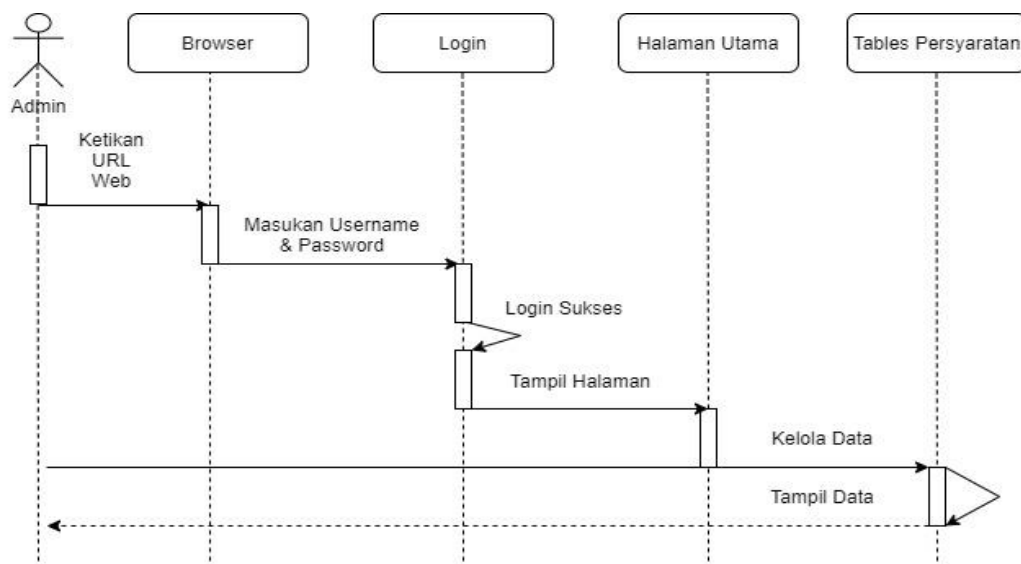 Browser
Login
Halaman Utama
Tables Persyaratan
Admin
Ketikan
URL
Web
Masukan Username
& Password
Login Sukses
Tampil Halaman
Kelola Data
Tampil Data